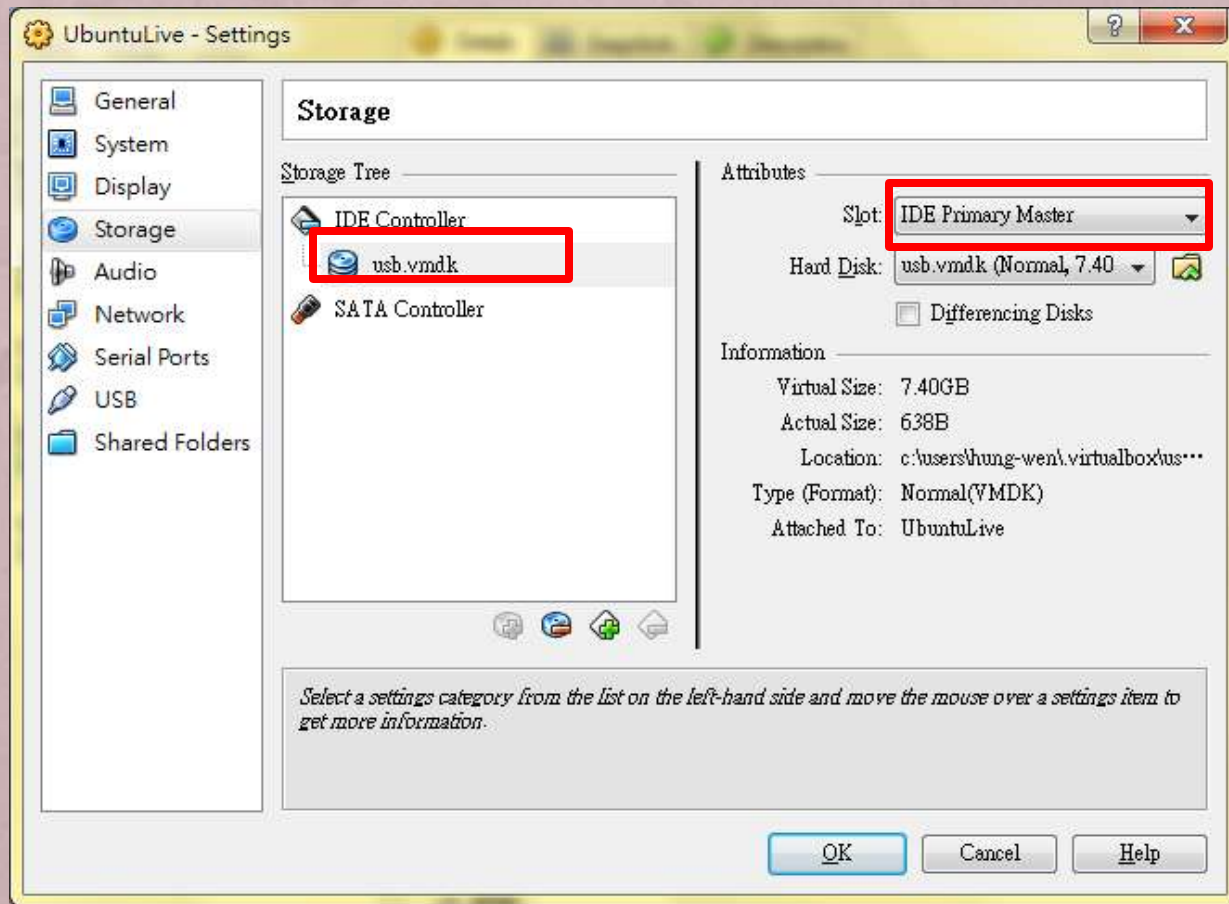 UbuntuLive - Settings
General
System
Display
Storage
Audio
Network
Serial Ports
USB
Shared Folders
Storage
Storage Tree
IDE Controller
usb.vmdk
SATA Controller
Attributes
Slot: IDE Primary Master
Hard Disk: usb.vmdk (Normal, 7.40
Differencing Disks
Information
Virtual Size: 7.40GB
Actual Size: 638B
Location: c:\users\hung-wen\.virtualbox\us···
Type (Format): Normal(VMDK)
Attached To: UbuntuLive
Select a settings category from the list on the left-hand side and move the mouse over a settings item to
get more information.
OK Cancel Help